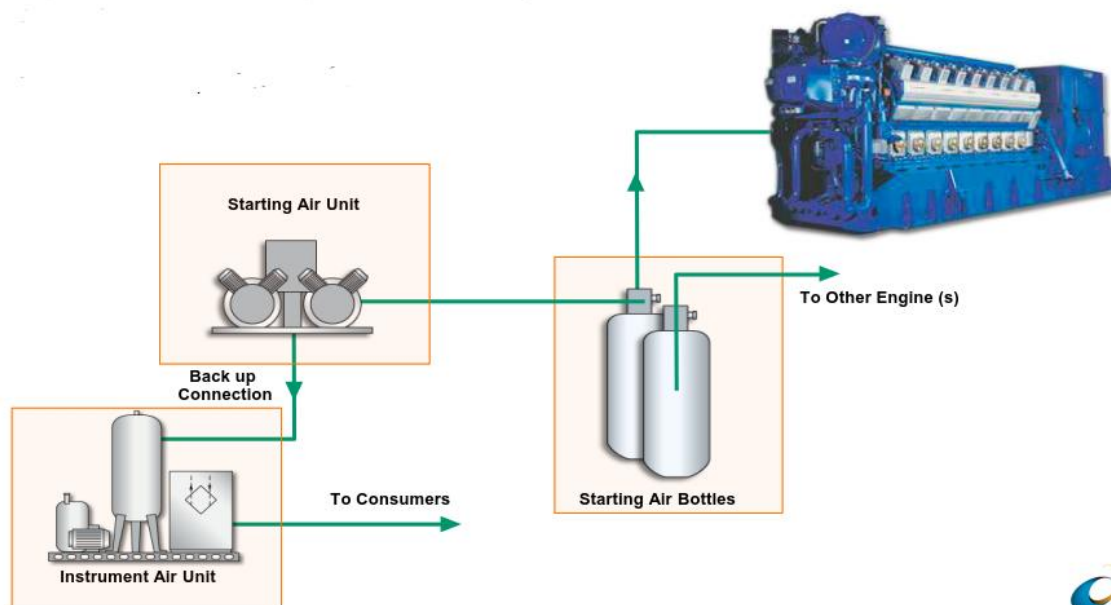 Starting Air Unit
To Other Engine (s)
Back up
Connection
To Consumers
Starting Air Bottles
Instrument Air Unit